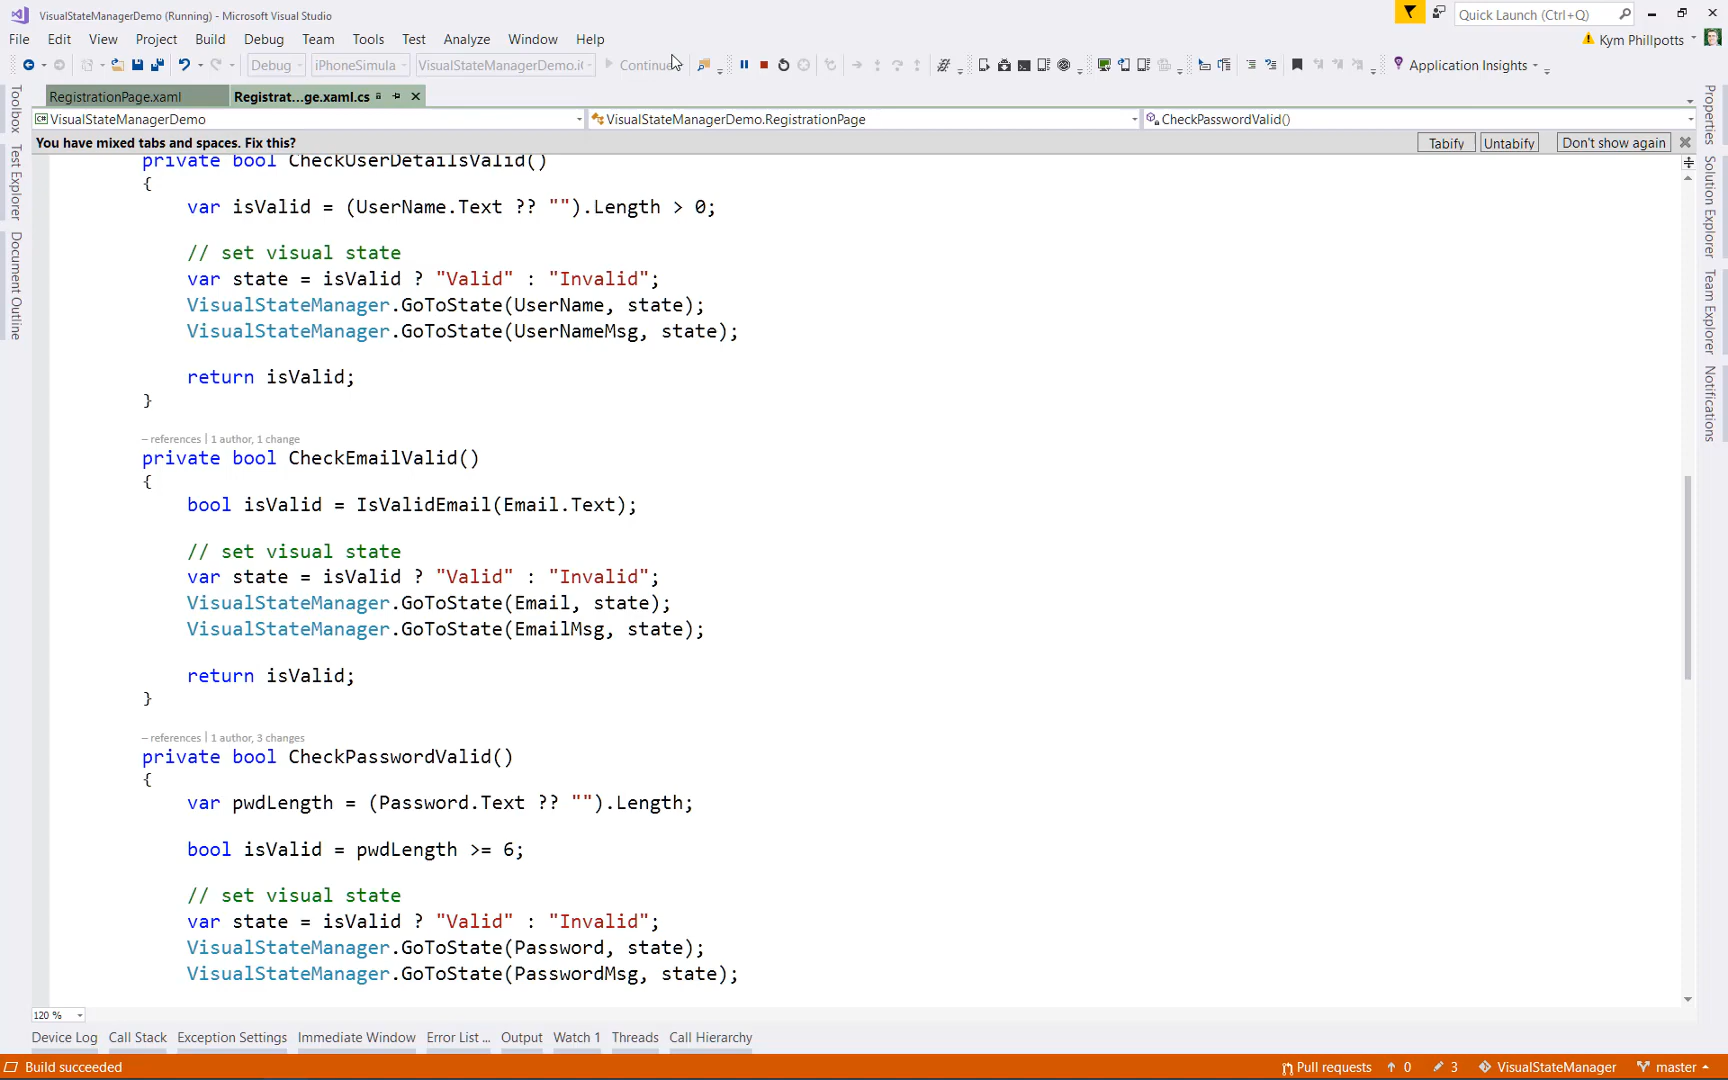 VisualStateManagerDemo (Running) - Microsoft Visual Studio
Quick Launch (Ctrl+Q)
File Edit View Project Build Debug Team Tools Test Analyze Window Help
Kym Phillpotts
Debug iPhoneSimula VisualStateManagerDemo.i Continue Application Insights
RegistrationPage.xaml Registrat...ge.xaml.cs
VisualStateManagerDemo VisualStateManagerDemo.RegistrationPage CheckPasswordValid()
You have mixed tabs and spaces. Fix this? Tabify Untabify Don't show again
private bool CheckUserDetailsValid()
{
var isValid = (UserName.Text ?? "").Length > 0;
// set visual state
var state = isValid ? "Valid" : "Invalid";
VisualStateManager.GoToState(UserName, state);
VisualStateManager.GoToState(UserNameMsg, state);
return isValid;
}
– references | 1 author, 1 change
private bool CheckEmailValid()
{
bool isValid = IsValidEmail(Email.Text);
// set visual state
var state = isValid ? "Valid" : "Invalid";
VisualStateManager.GoToState(Email, state);
VisualStateManager.GoToState(EmailMsg, state);
return isValid;
}
– references | 1 author, 3 changes
private bool CheckPasswordValid()
{
var pwdLength = (Password.Text ?? "").Length;
bool isValid = pwdLength >= 6;
// set visual state
var state = isValid ? "Valid" : "Invalid";
VisualStateManager.GoToState(Password, state);
VisualStateManager.GoToState(PasswordMsg, state);
120 %
Toolbox
Test Explorer
Document Outline
Properties
Solution Explorer
Team Explorer
Notifications
Device Log Call Stack Exception Settings Immediate Window Error List ... Output Watch 1 Threads Call Hierarchy
Build succeeded Pull requests 0 3 VisualStateManager master